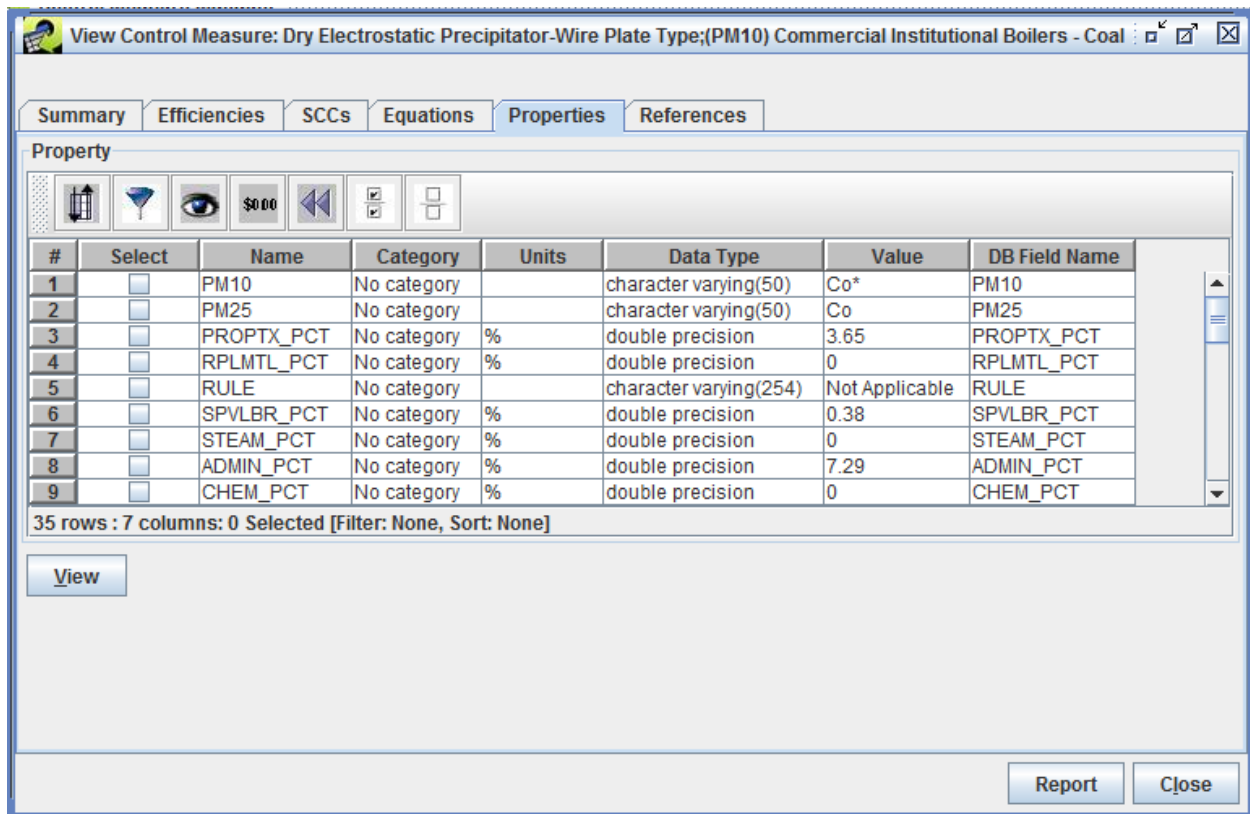 View Control Measure: Dry Electrostatic Precipitator-Wire Plate Type;(PM10) Commercial Institutional Boilers - Coal
Summary Efficiencies SCCs Equations Properties References
Property
$0.00
# Select Name Category Units Data Type Value DB Field Name
1 PM10 No category character varying(50) Co* PM10
2 PM25 No category character varying(50) Co PM25
3 PROPTX_PCT No category % double precision 3.65 PROPTX_PCT
4 RPLMTL_PCT No category % double precision 0 RPLMTL_PCT
5 RULE No category character varying(254) Not Applicable RULE
6 SPVLBR_PCT No category % double precision 0.38 SPVLBR_PCT
7 STEAM_PCT No category % double precision 0 STEAM_PCT
8 ADMIN_PCT No category % double precision 7.29 ADMIN_PCT
9 CHEM_PCT No category % double precision 0 CHEM_PCT
35 rows : 7 columns: 0 Selected [Filter: None, Sort: None]
View
Report Close